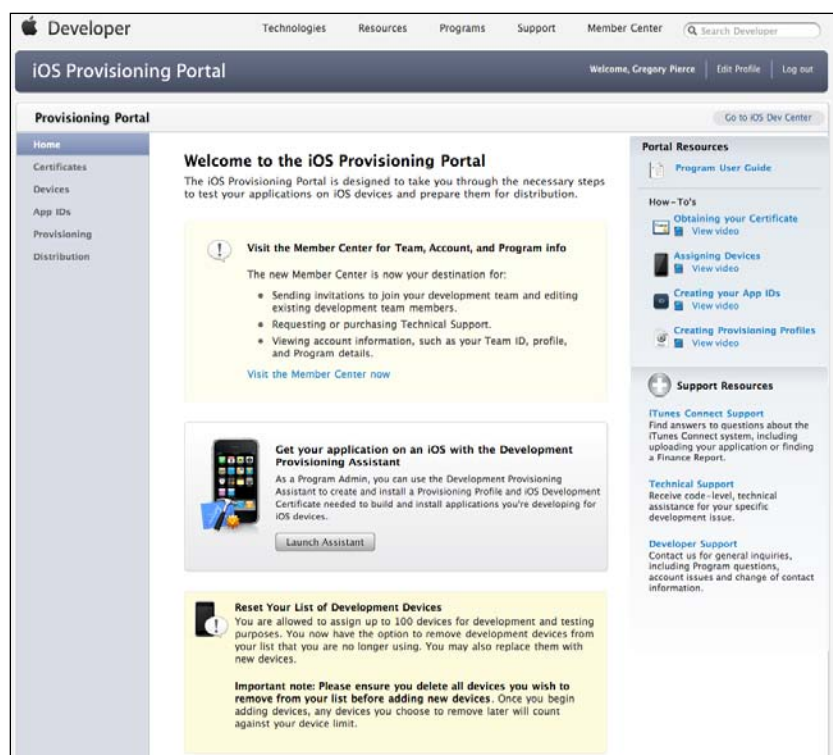 Developer
Technologies
Resources
Programs
Support
Member Center
Search Developer
iOS Provisioning Portal
Welcome, Gregory Pierce
Edit Profile
Log out
Provisioning Portal
Go to iOS Dev Center
Home
Certificates
Devices
App IDs
Provisioning
Distribution
Welcome to the iOS Provisioning Portal
The iOS Provisioning Portal is designed to take you through the necessary steps
to test your applications on iOS devices and prepare them for distribution.
Visit the Member Center for Team, Account, and Program info
The new Member Center is now your destination for:
• Sending invitations to join your development team and editing
existing development team members.
• Requesting or purchasing Technical Support.
• Viewing account information, such as your Team ID, profile,
and Program details.
Visit the Member Center now
Get your application on an iOS with the Development
Provisioning Assistant
As a Program Admin, you can use the Development Provisioning
Assistant to create and install a Provisioning Profile and iOS Development
Certificate needed to build and install applications you're developing for
iOS devices.
Launch Assistant
Reset Your List of Development Devices
You are allowed to assign up to 100 devices for development and testing
purposes. You now have the option to remove development devices from
your list that you are no longer using. You may also replace them with
new devices.
Important note: Please ensure you delete all devices you wish to
remove from your list before adding new devices. Once you begin
adding devices, any devices you choose to remove later will count
against your device limit.
Portal Resources
Program User Guide
How-To's
Obtaining your Certificate
View video
Assigning Devices
View video
Creating your App IDs
View video
Creating Provisioning Profiles
View video
Support Resources
iTunes Connect Support
Find answers to questions about the
iTunes Connect system, including
uploading your application or finding
a Finance Report.
Technical Support
Receive code-level, technical
assistance for your specific
development issue.
Developer Support
Contact us for general inquiries,
including Program questions,
account issues and change of contact
information.